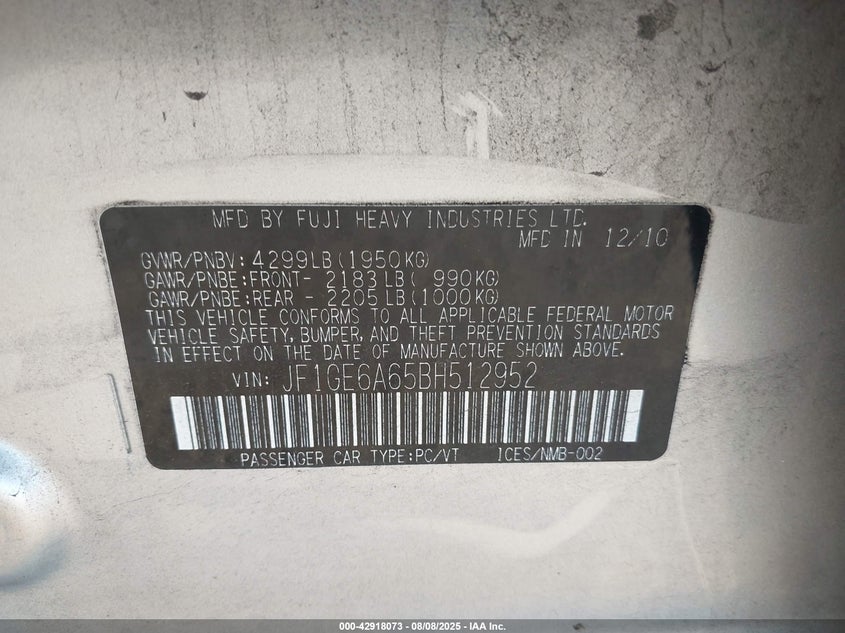 MFD BY FUJI HEAVY INDUSTRIES LTD.
MFD IN 12/10
GVWR/PNBV: 4299LB(1950KG)
GAWR/PNBE:FRONT- 2183LB( 990KG)
GAWR/PNBE:REAR - 2205LB(1000KG)
THIS VEHICLE CONFORMS TO ALL APPLICABLE FEDERAL MOTOR
VEHICLE SAFETY, BUMPER, AND THEFT PREVENTION STANDARDS
IN EFFECT ON THE DATE OF MANUFACTURE SHOWN ABOVE.
VIN: JF1GE6A65BH512952
PASSENGER CAR TYPE:PC/VT ICES/NMB-002
000-42918073 - 08/08/2025 - IAA Inc.